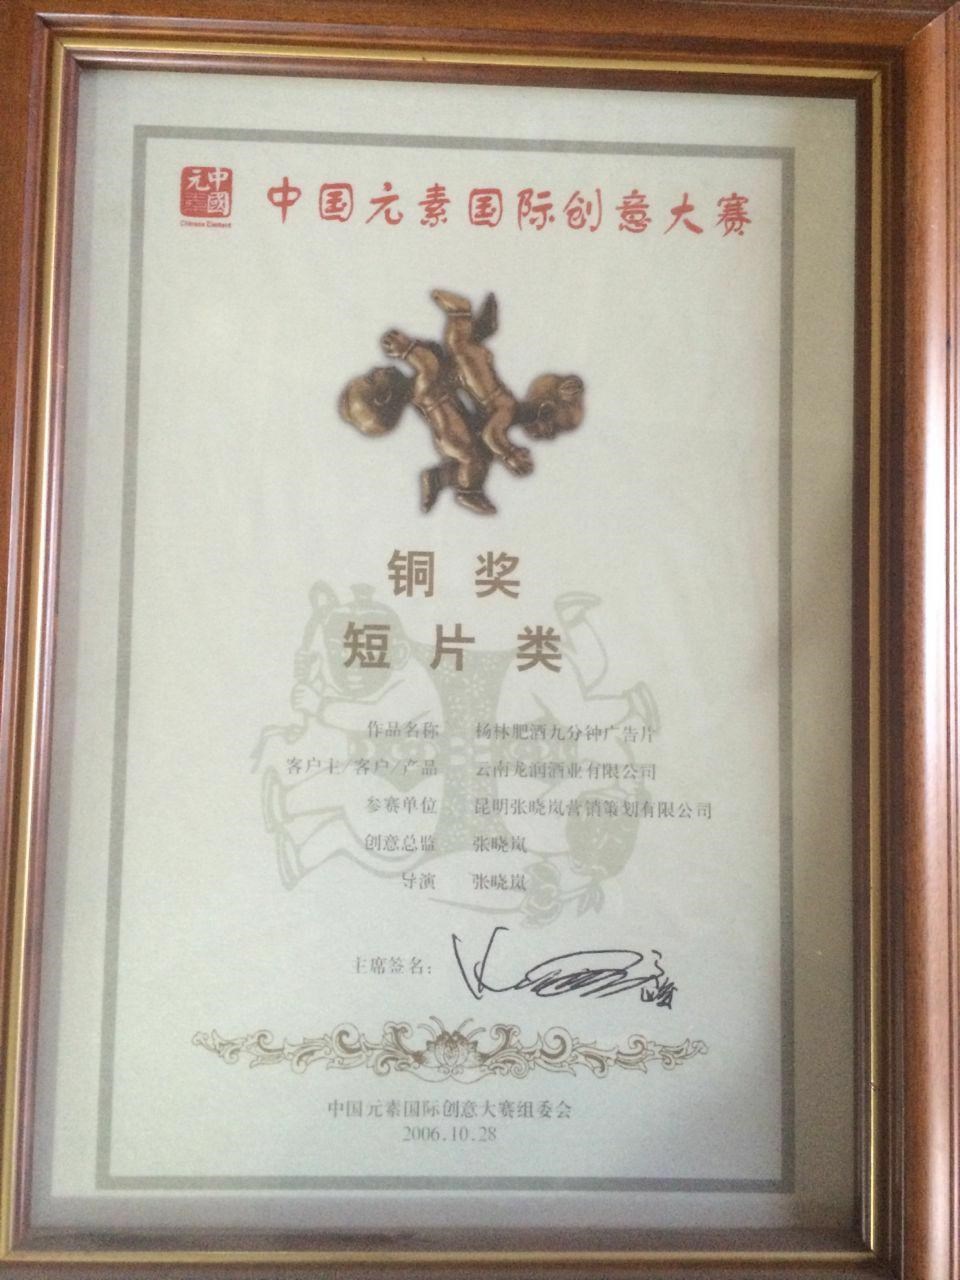 元中
素國
Chinese Element
中国元素国际创意大赛
铜奖
短片类
作品名称 杨林肥酒九分钟广告片
客户主/客户/产品 云南龙润酒业有限公司
参赛单位 昆明张晓岚营销策划有限公司
创意总监 张晓岚
导演 张晓岚
主席签名:
中国元素国际创意大赛组委会
2006.10.28